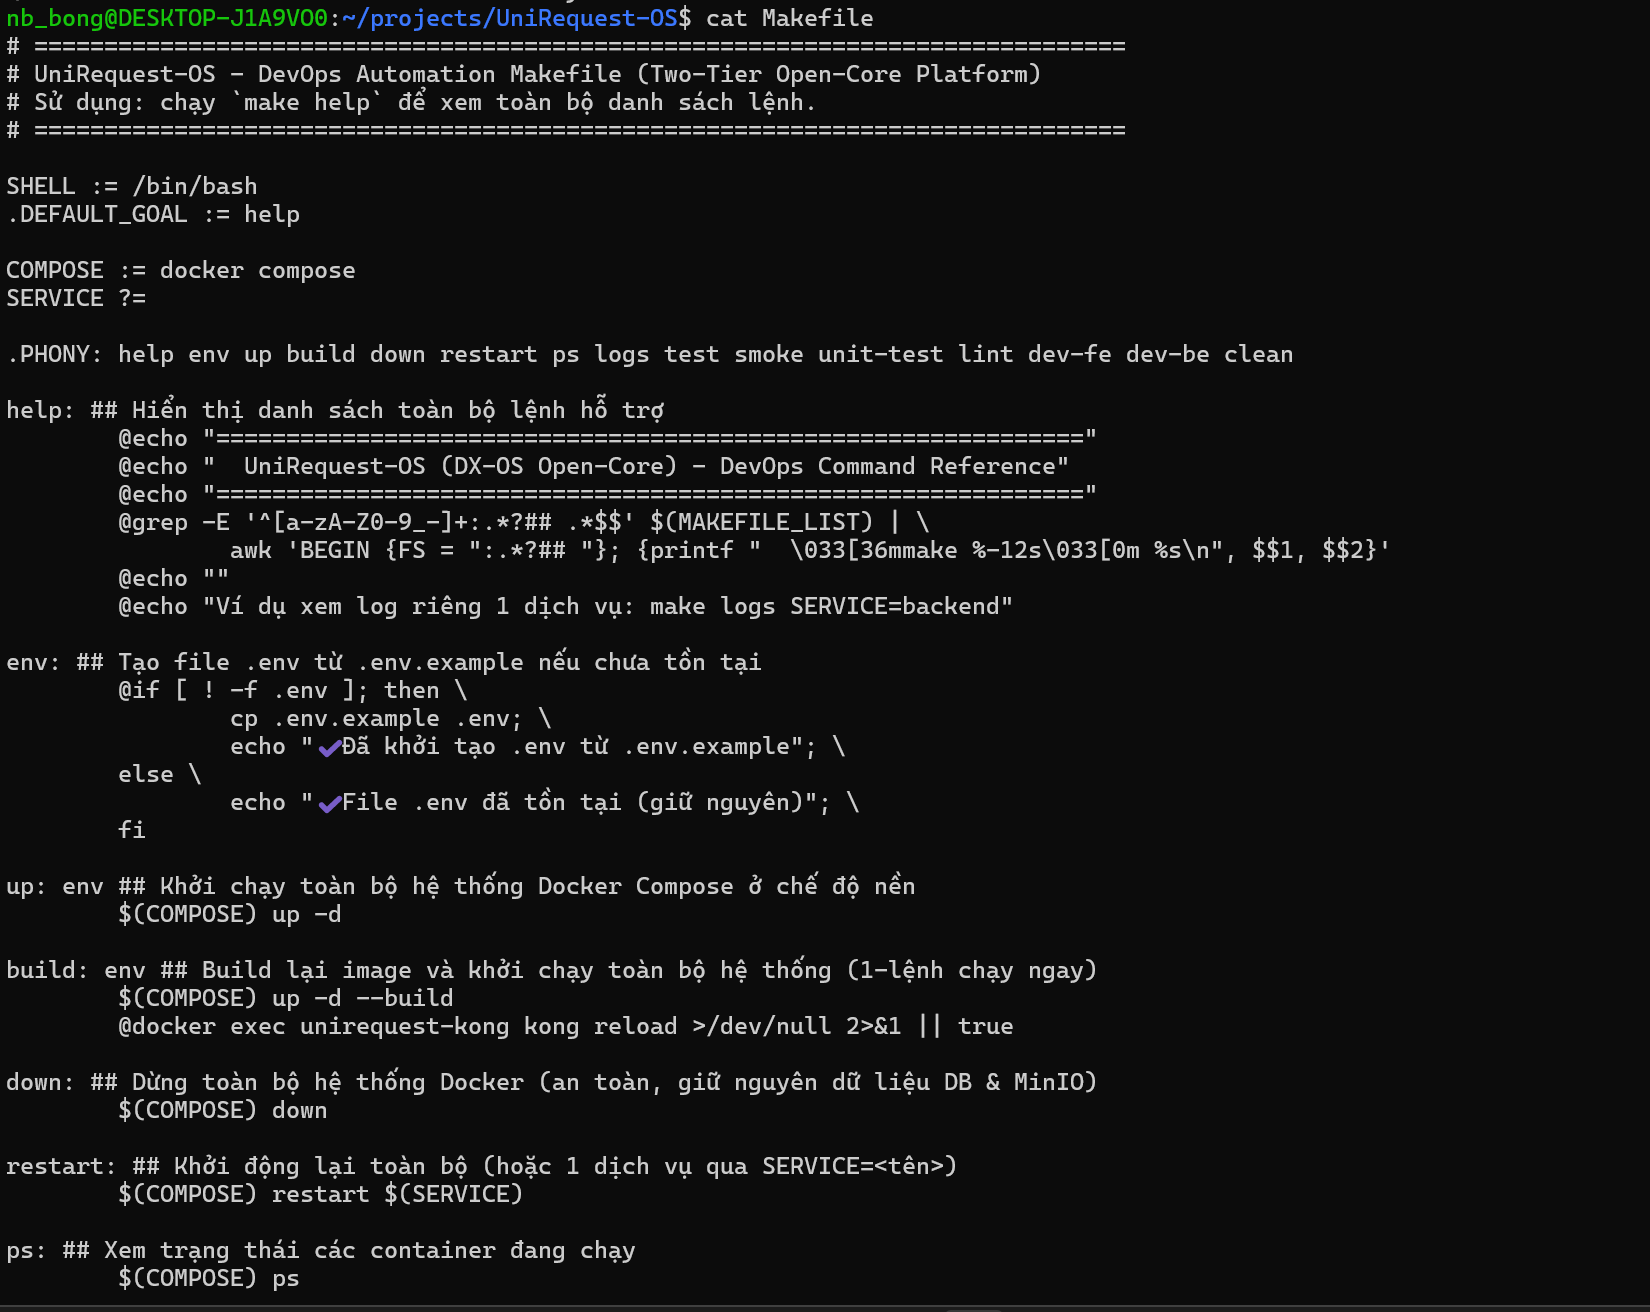 nb_bong@DESKTOP-J1A9VO0:~/projects/UniRequest-OS$ cat Makefile
# ==============================================================================
# UniRequest-OS - DevOps Automation Makefile (Two-Tier Open-Core Platform)
# Sử dụng: chạy `make help` để xem toàn bộ danh sách lệnh.
# ==============================================================================

SHELL := /bin/bash
.DEFAULT_GOAL := help

COMPOSE := docker compose
SERVICE ?=

.PHONY: help env up build down restart ps logs test smoke unit-test lint dev-fe dev-be clean

help: ## Hiển thị danh sách toàn bộ lệnh hỗ trợ
        @echo "=============================================================="
        @echo "  UniRequest-OS (DX-OS Open-Core) - DevOps Command Reference"
        @echo "=============================================================="
        @grep -E '^[a-zA-Z0-9_-]+:.*?## .*$$' $(MAKEFILE_LIST) | \
                awk 'BEGIN {FS = ":.*?## "}; {printf "  \033[36mmake %-12s\033[0m %s\n", $$1, $$2}'
        @echo ""
        @echo "Ví dụ xem log riêng 1 dịch vụ: make logs SERVICE=backend"

env: ## Tạo file .env từ .env.example nếu chưa tồn tại
        @if [ ! -f .env ]; then \
                cp .env.example .env; \
                echo "✔Đã khởi tạo .env từ .env.example"; \
        else \
                echo "✔File .env đã tồn tại (giữ nguyên)"; \
        fi

up: env ## Khởi chạy toàn bộ hệ thống Docker Compose ở chế độ nền
        $(COMPOSE) up -d

build: env ## Build lại image và khởi chạy toàn bộ hệ thống (1-lệnh chạy ngay)
        $(COMPOSE) up -d --build
        @docker exec unirequest-kong kong reload >/dev/null 2>&1 || true

down: ## Dừng toàn bộ hệ thống Docker (an toàn, giữ nguyên dữ liệu DB & MinIO)
        $(COMPOSE) down

restart: ## Khởi động lại toàn bộ (hoặc 1 dịch vụ qua SERVICE=<tên>)
        $(COMPOSE) restart $(SERVICE)

ps: ## Xem trạng thái các container đang chạy
        $(COMPOSE) ps